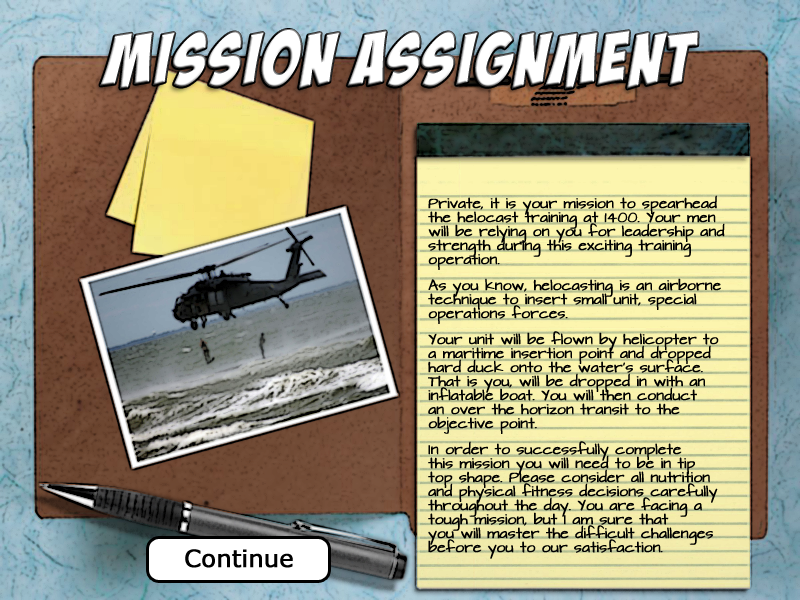 MISSION ASSIGNMENT
Private, it is your mission to spearhead
the helocast training at 1400. Your men
will be relying on you for leadership and
strength during this exciting training
operation.
As you know, helocasting is an airborne
technique to insert small unit, special
operations forces.
Your unit will be flown by helicopter to
a maritime insertion point and dropped
hard duck onto the water's surface.
That is you, will be dropped in with an
inflatable boat. You will then conduct
an over the horizon transit to the
objective point.
In order to successfully complete
this mission you will need to be in tip
top shape. Please consider all nutrition
and physical fitness decisions carefully
throughout the day. You are facing a
tough mission, but I am sure that
you will master the difficult challenges
before you to our satisfaction.
Continue